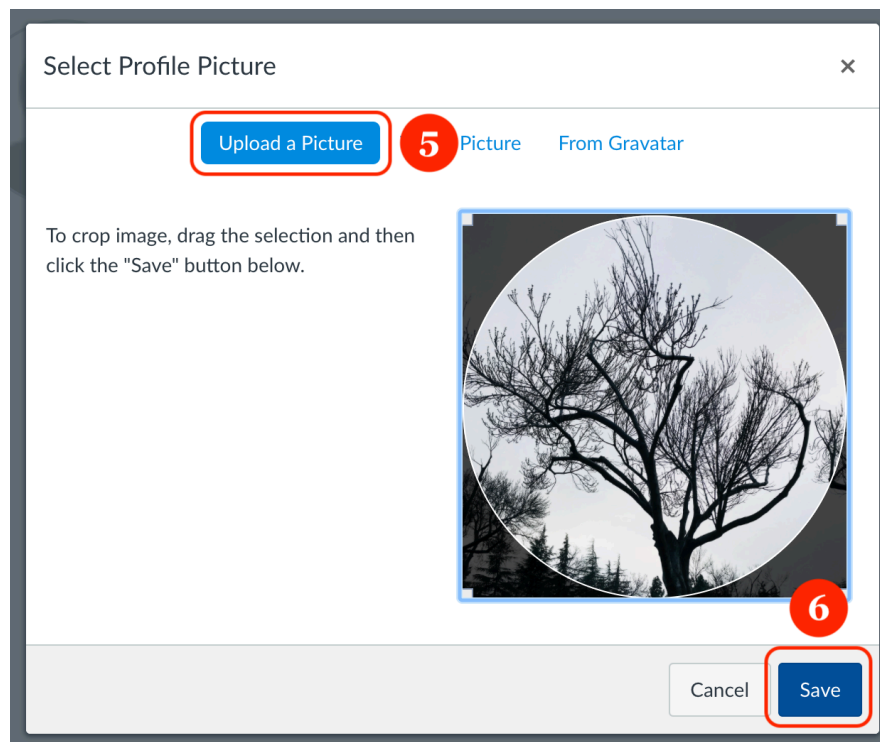 Select Profile Picture ×
Upload a Picture 5 Picture From Gravatar
To crop image, drag the selection and then
click the "Save" button below.
6
Cancel Save